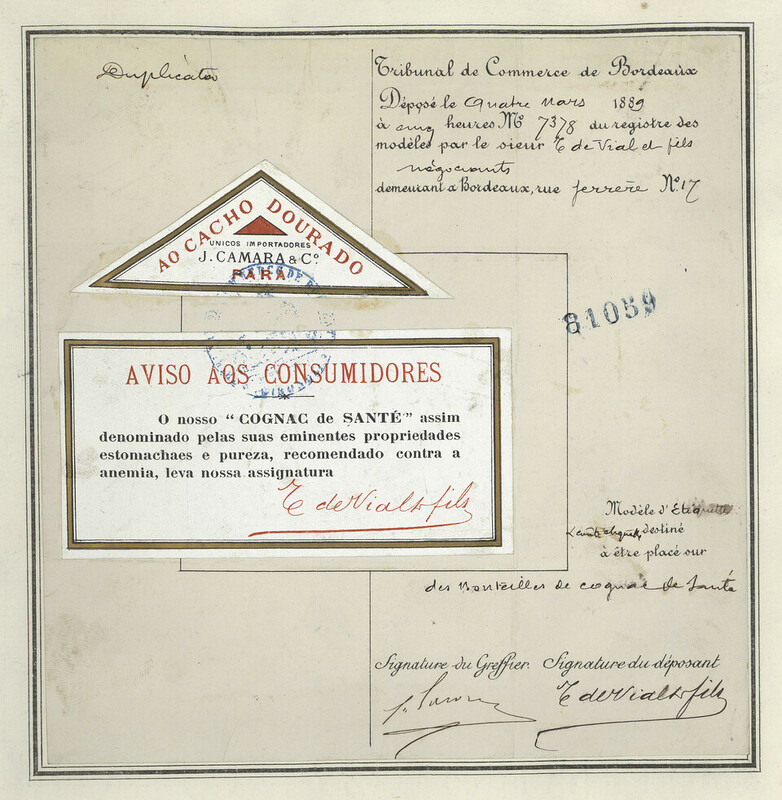 Duplicata
Tribunal de Commerce de Bordeaux
Déposé le quatre mars 1889
à cinq heures Nº 7378 du registre des
modèles par le sieur E de Vial et fils
négociants
demeurant à Bordeaux, rue ferrere Nº 17
AO CACHO DOURADO
UNICOS IMPORTADORES
J. CAMARA & Cº
PARÁ
81059
AVISO AOS CONSUMIDORES
O nosso “COGNAC de SANTÉ” assim
denominado pelas suas eminentes propriedades
estomachaes e pureza, recomendado contra a
anemia, leva nossa assignatura
E de Vial & fils
Modèle d'Etiquette
destiné
à être placé sur
des Bouteilles de cognac de Santé
Signature du Greffier. Signature du déposant
E de Vial & fils